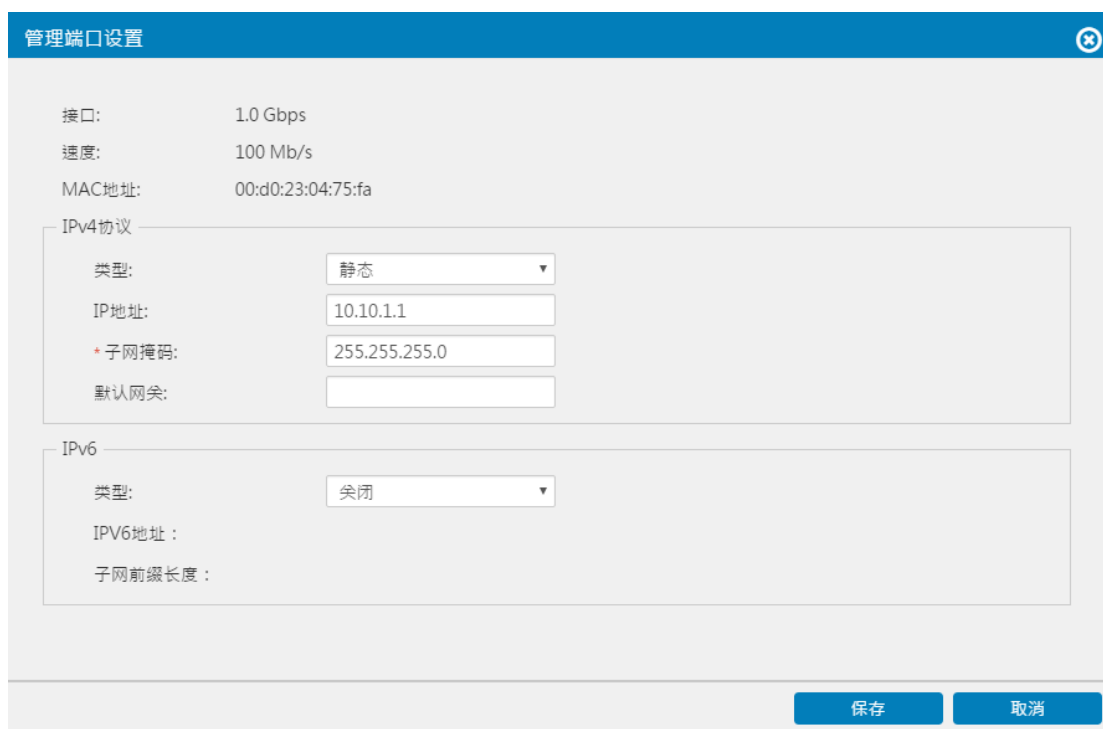 管理端口设置
接口: 1.0 Gbps
速度: 100 Mb/s
MAC地址: 00:d0:23:04:75:fa
IPv4协议
类型: 静态
IP地址: 10.10.1.1
* 子网掩码: 255.255.255.0
默认网关:
IPv6
类型: 关闭
IPV6地址：
子网前缀长度：
保存 取消